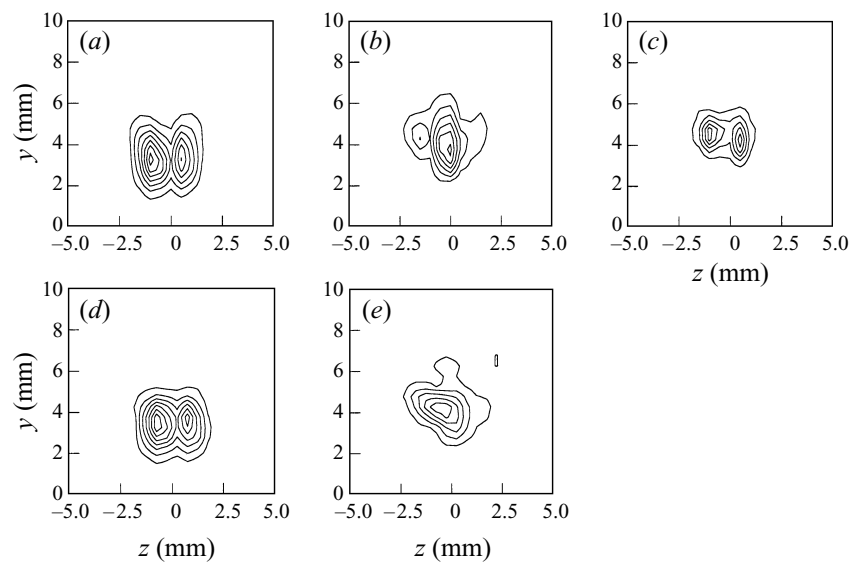 10 (a) 10 (b) 10 (c)
8 8 8
6 6 6
y (mm)
4 4 4
2 2 2
0 0 0
–5.0 –2.5 0 2.5 5.0 –5.0 –2.5 0 2.5 5.0 –5.0 –2.5 0 2.5 5.0
z (mm)
10 (d) 10 (e)
8 8
6 6
y (mm)
4 4
2 2
0 0
–5.0 –2.5 0 2.5 5.0 –5.0 –2.5 0 2.5 5.0
z (mm) z (mm)